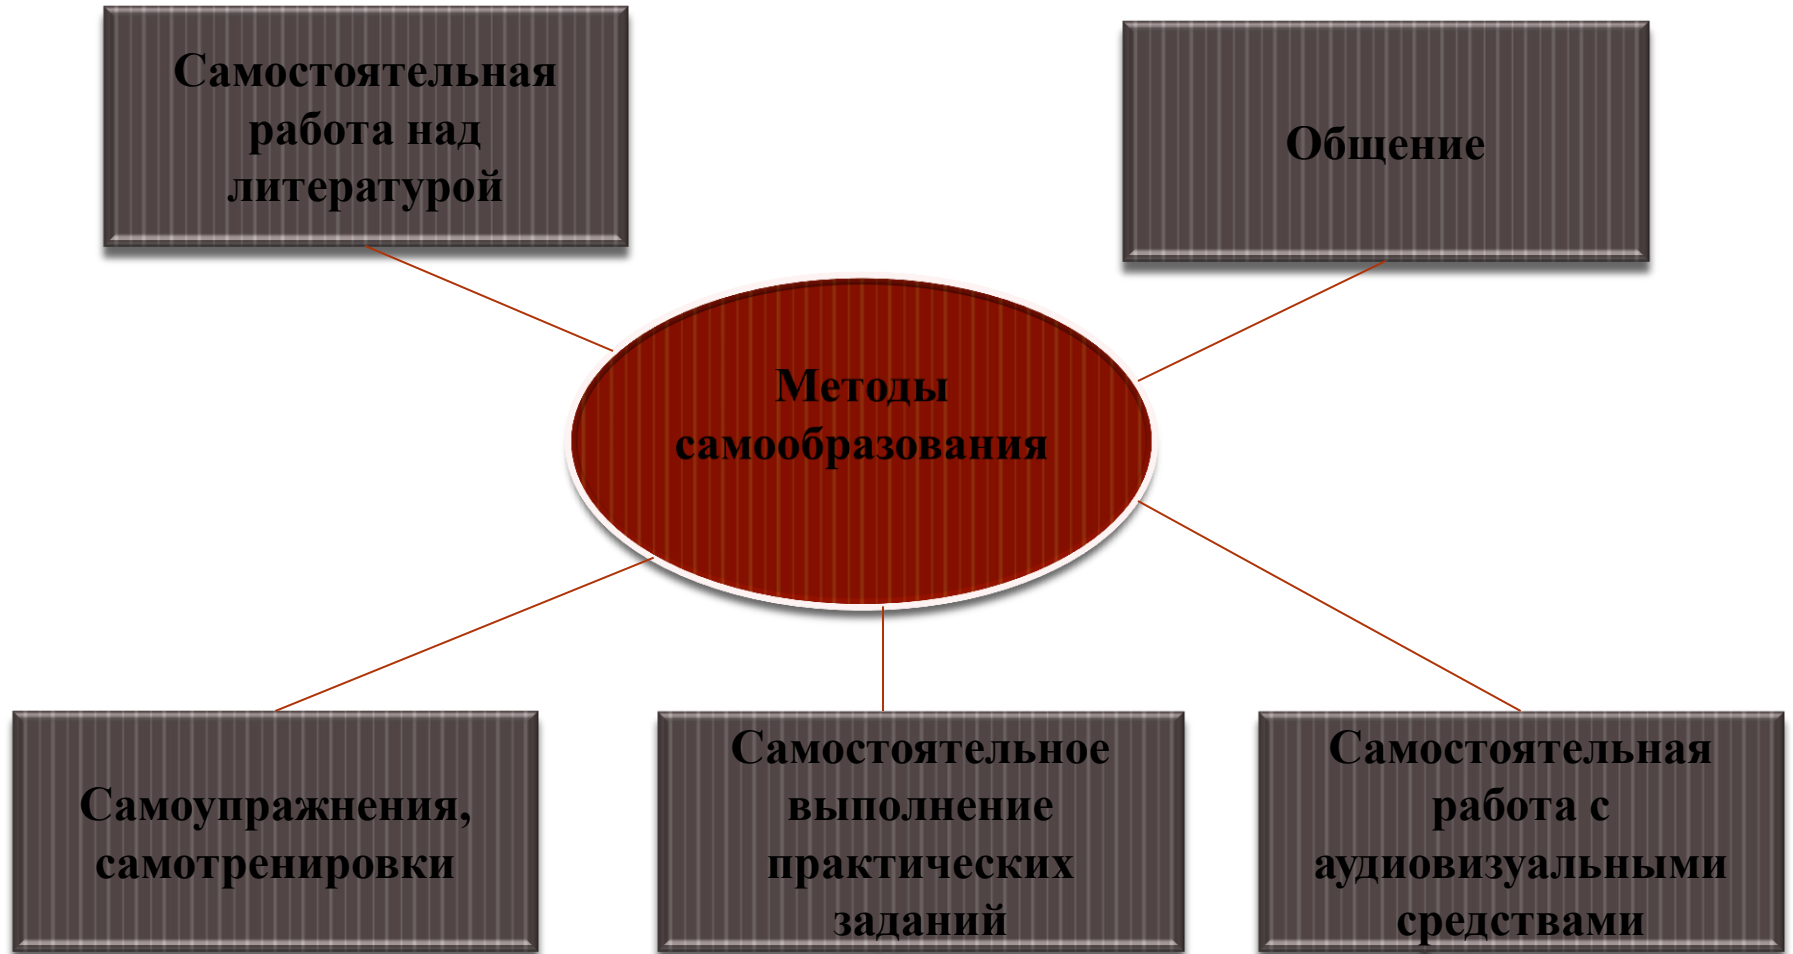 Самостоятельная
работа над
литературой
Общение
Методы
самообразования
Самоупражнения,
самотренировки
Самостоятельное
выполнение
практических
заданий
Самостоятельная
работа с
аудиовизуальными
средствами